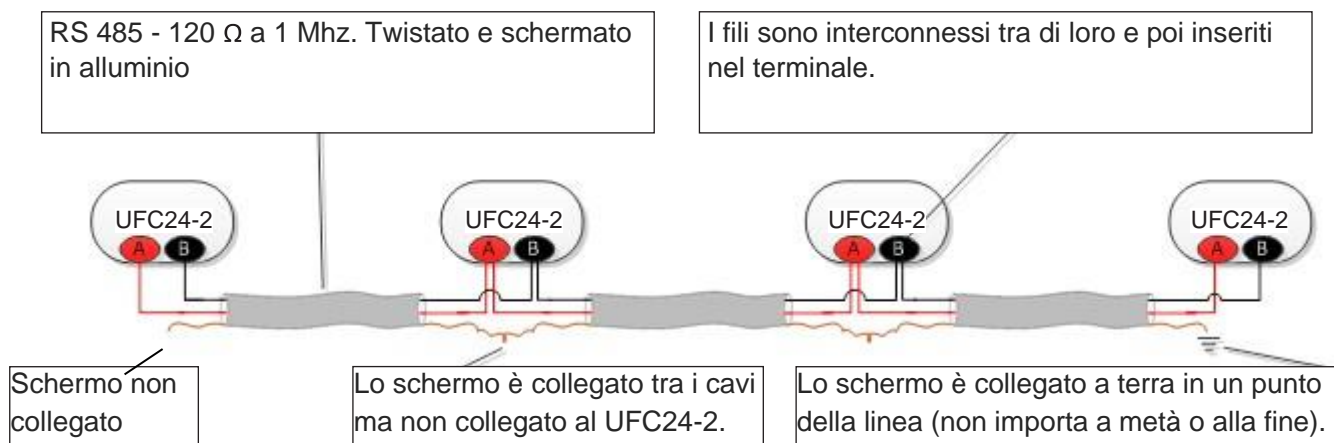 RS 485 - 120 Ω a 1 Mhz. Twistato e schermato
in alluminio
I fili sono interconnessi tra di loro e poi inseriti
nel terminale.
UFC24-2
A B
UFC24-2
A B
UFC24-2
A B
UFC24-2
A B
Schermo non
collegato
Lo schermo è collegato tra i cavi
ma non collegato al UFC24-2.
Lo schermo è collegato a terra in un punto
della linea (non importa a metà o alla fine).